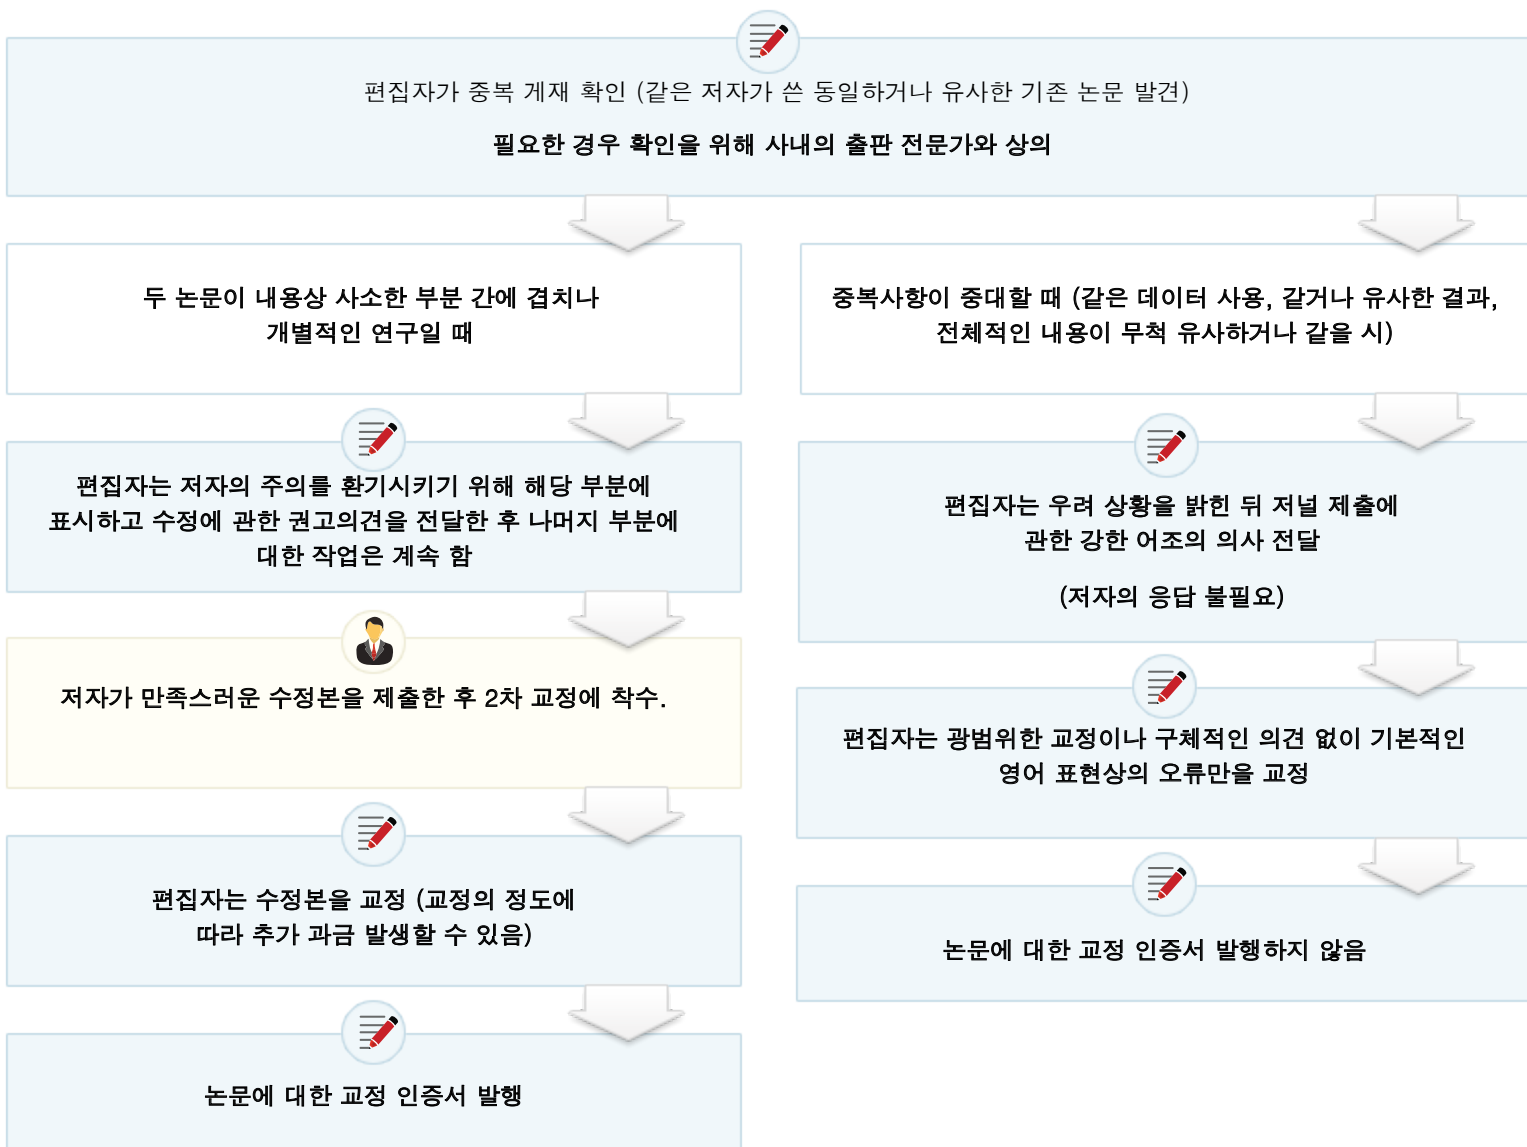 편집자가 중복 게재 확인 (같은 저자가 쓴 동일하거나 유사한 기존 논문 발견)
필요한 경우 확인을 위해 사내의 출판 전문가와 상의
두 논문이 내용상 사소한 부분 간에 겹치나
개별적인 연구일 때
편집자는 저자의 주의를 환기시키기 위해 해당 부분에
표시하고 수정에 관한 권고의견을 전달한 후 나머지 부분에
대한 작업은 계속 함
저자가 만족스러운 수정본을 제출한 후 2차 교정에 착수.
편집자는 수정본을 교정 (교정의 정도에
따라 추가 과금 발생할 수 있음)
논문에 대한 교정 인증서 발행
중복사항이 중대할 때 (같은 데이터 사용, 같거나 유사한 결과,
전체적인 내용이 무척 유사하거나 같을 시)
편집자는 우려 상황을 밝힌 뒤 저널 제출에
관한 강한 어조의 의사 전달
(저자의 응답 불필요)
편집자는 광범위한 교정이나 구체적인 의견 없이 기본적인
영어 표현상의 오류만을 교정
논문에 대한 교정 인증서 발행하지 않음